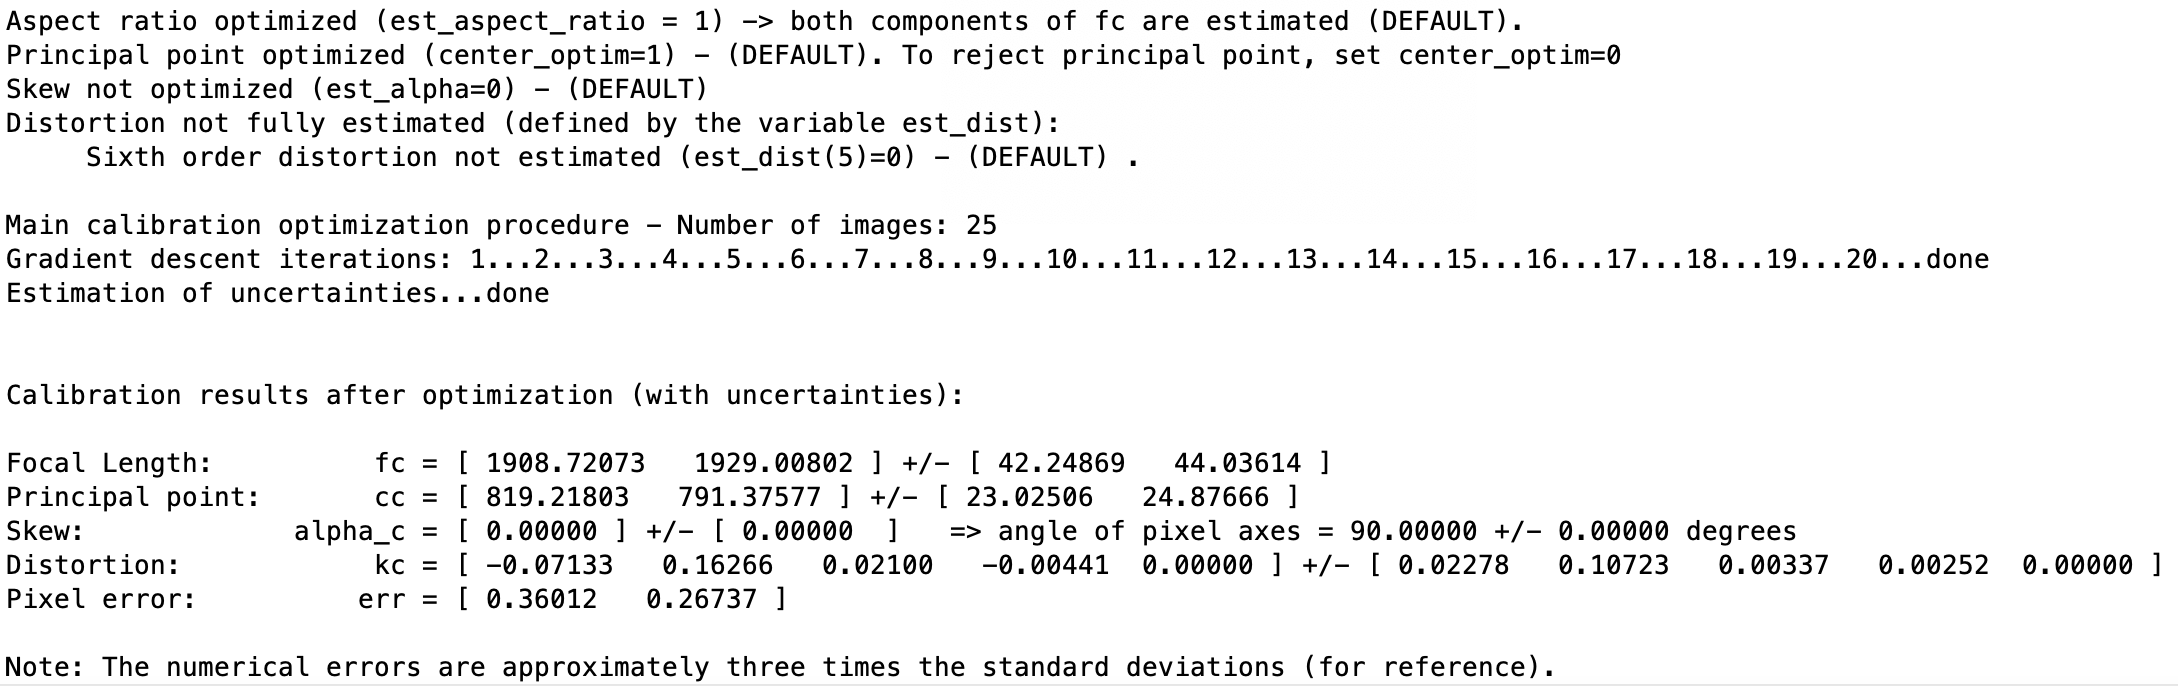 Aspect ratio optimized (est_aspect_ratio = 1) -> both components of fc are estimated (DEFAULT).
Principal point optimized (center_optim=1) - (DEFAULT). To reject principal point, set center_optim=0
Skew not optimized (est_alpha=0) - (DEFAULT)
Distortion not fully estimated (defined by the variable est_dist):
     Sixth order distortion not estimated (est_dist(5)=0) - (DEFAULT) .
Main calibration optimization procedure - Number of images: 25
Gradient descent iterations: 1...2...3...4...5...6...7...8...9...10...11...12...13...14...15...16...17...18...19...20...done
Estimation of uncertainties...done
Calibration results after optimization (with uncertainties):
Focal Length:          fc = [ 1908.72073   1929.00802 ] +/- [ 42.24869   44.03614 ]
Principal point:       cc = [ 819.21803   791.37577 ] +/- [ 23.02506   24.87666 ]
Skew:             alpha_c = [ 0.00000 ] +/- [ 0.00000  ]   => angle of pixel axes = 90.00000 +/- 0.00000 degrees
Distortion:            kc = [ -0.07133   0.16266   0.02100   -0.00441  0.00000 ] +/- [ 0.02278   0.10723   0.00337   0.00252  0.00000 ]
Pixel error:          err = [ 0.36012   0.26737 ]
Note: The numerical errors are approximately three times the standard deviations (for reference).